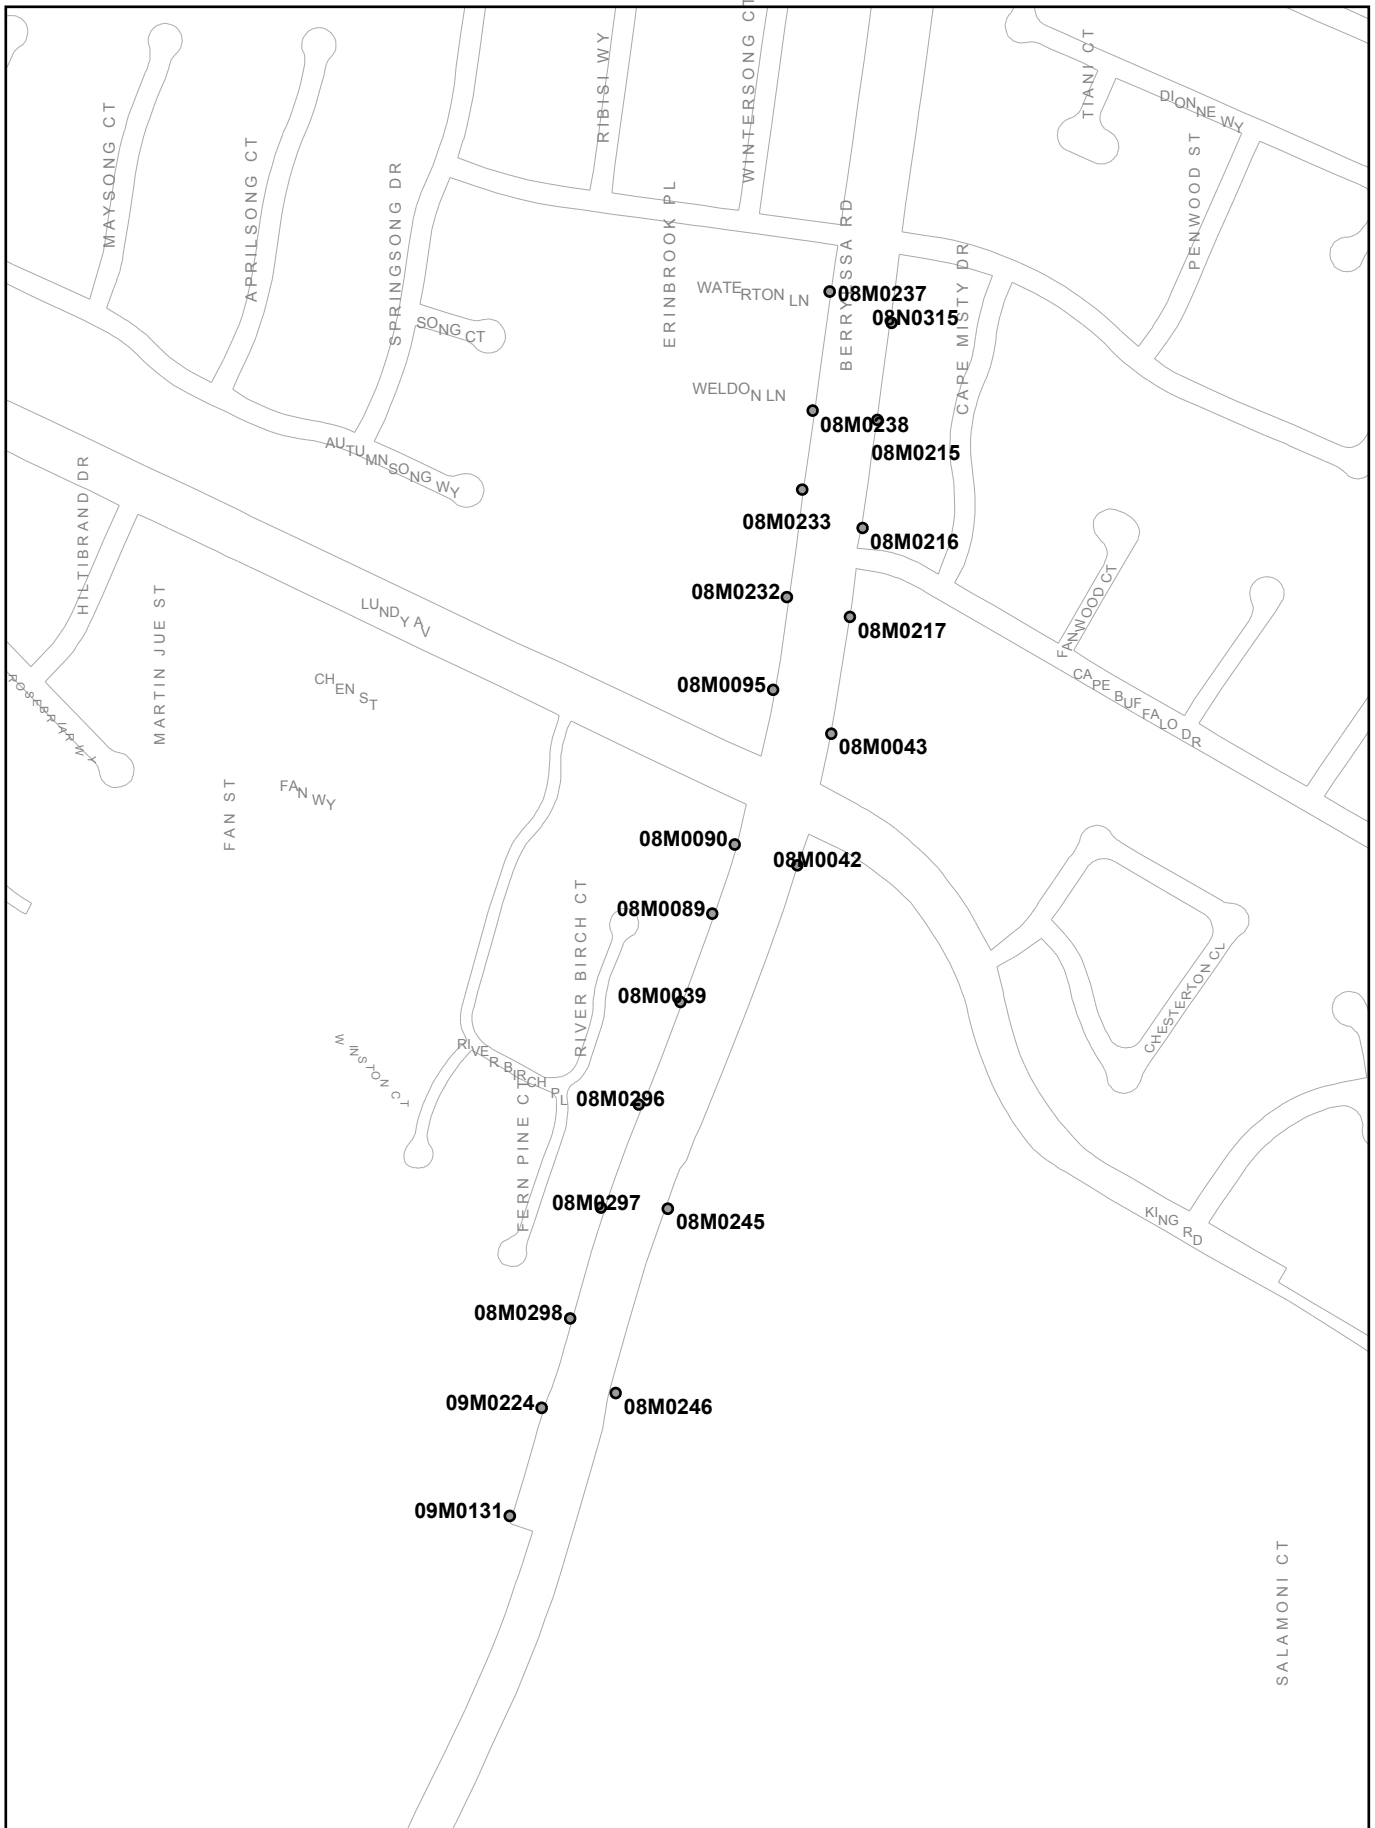 WINTERSONG CT
RIBISI WY
TIANI CT
DIONNE WY
MAYSONG CT
APRILSONG CT
SPRINGSONG DR
ERINBROOK PL
BERRY
SSA RD
PENWOOD ST
CAPE MISTY DR
WATERTON LN
08M0237
08N0315
SONG CT
WELDON LN
08M0238
08M0215
AUTUMNSONG WY
HILTIBRAND DR
08M0233
08M0216
MARTIN JUE ST
LUNDY AV
08M0232
08M0217
FANWOOD CT
CAPE BUFFALO DR
ROSEBRIAR WY
CHEN ST
08M0095
08M0043
FAN ST
FAN WY
08M0090
08M0042
RIVER BIRCH CT
08M0089
CHESTERTON CL
08M0039
WINSTON CT
RIVER BIRCH PL
FERN PINE CT
08M0296
08M0297
08M0245
KING RD
08M0298
09M0224
08M0246
09M0131
SALAMONI CT